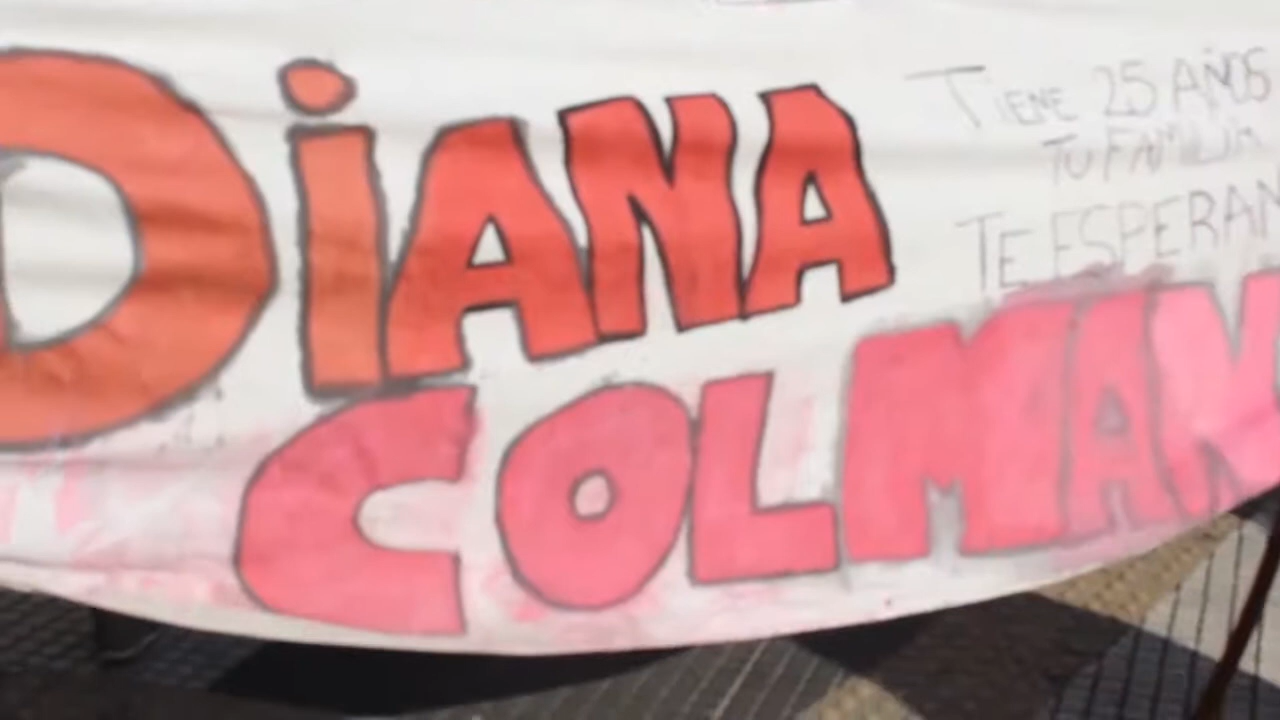 DiANA
TIENE 25 AÑOS
TU FAMILIA
TE ESPERAN
COLMAN